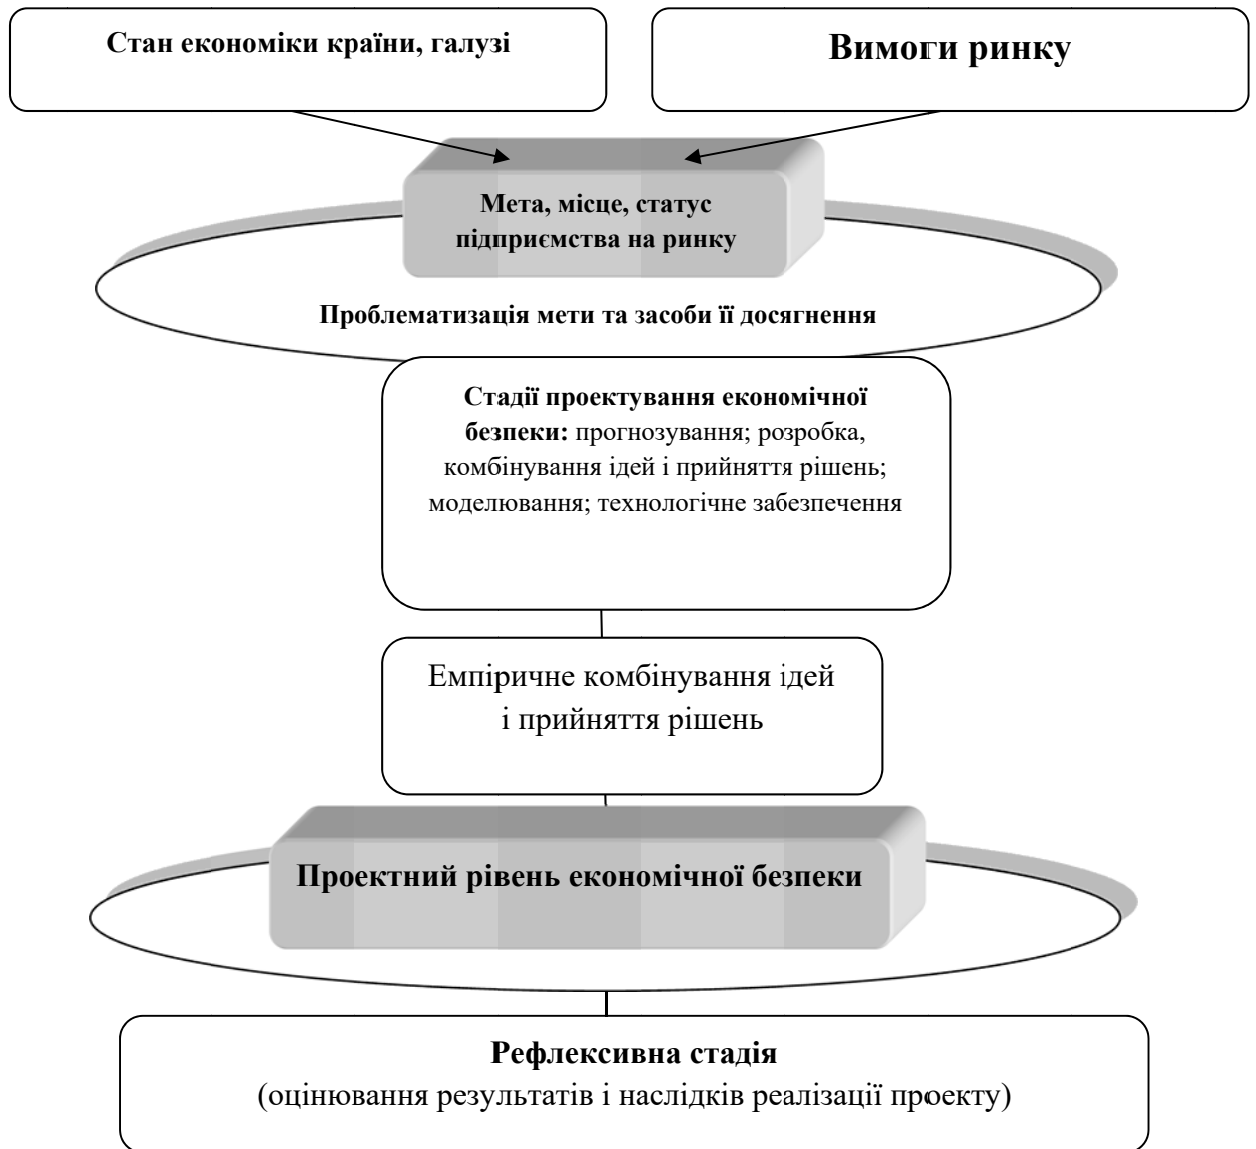 Стан економіки країни, галузі
Вимоги ринку
Мета, місце, статус
підприємства на ринку
Проблематизація мети та засоби її досягнення
Стадії проектування економічної
безпеки: прогнозування; розробка,
комбінування ідей і прийняття рішень;
моделювання; технологічне забезпечення
Емпіричне комбінування ідей
і прийняття рішень
Проектний рівень економічної безпеки
Рефлексивна стадія
(оцінювання результатів і наслідків реалізації проекту)